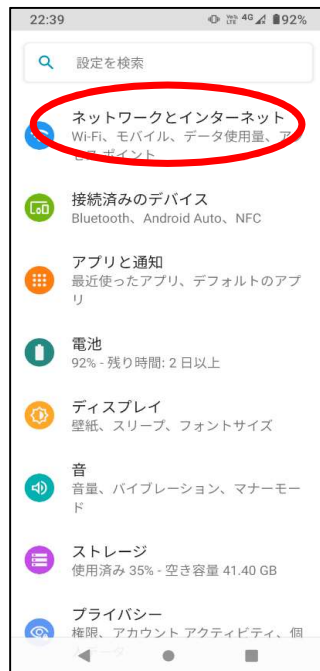 22:39 4G 92%
設定を検索
ネットワークとインターネット
Wi-Fi、モバイル、データ使用量、ア
ポイント
接続済みのデバイス
Bluetooth、Android Auto、NFC
アプリと通知
最近使ったアプリ、デフォルトのアプ
リ
電池
92% - 残り時間: 2 日以上
ディスプレイ
壁紙、スリープ、フォントサイズ
音
音量、バイブレーション、マナーモー
ド
ストレージ
使用済み 35% - 空き容量 41.40 GB
プライバシー
権限、アカウント アクティビティ、個